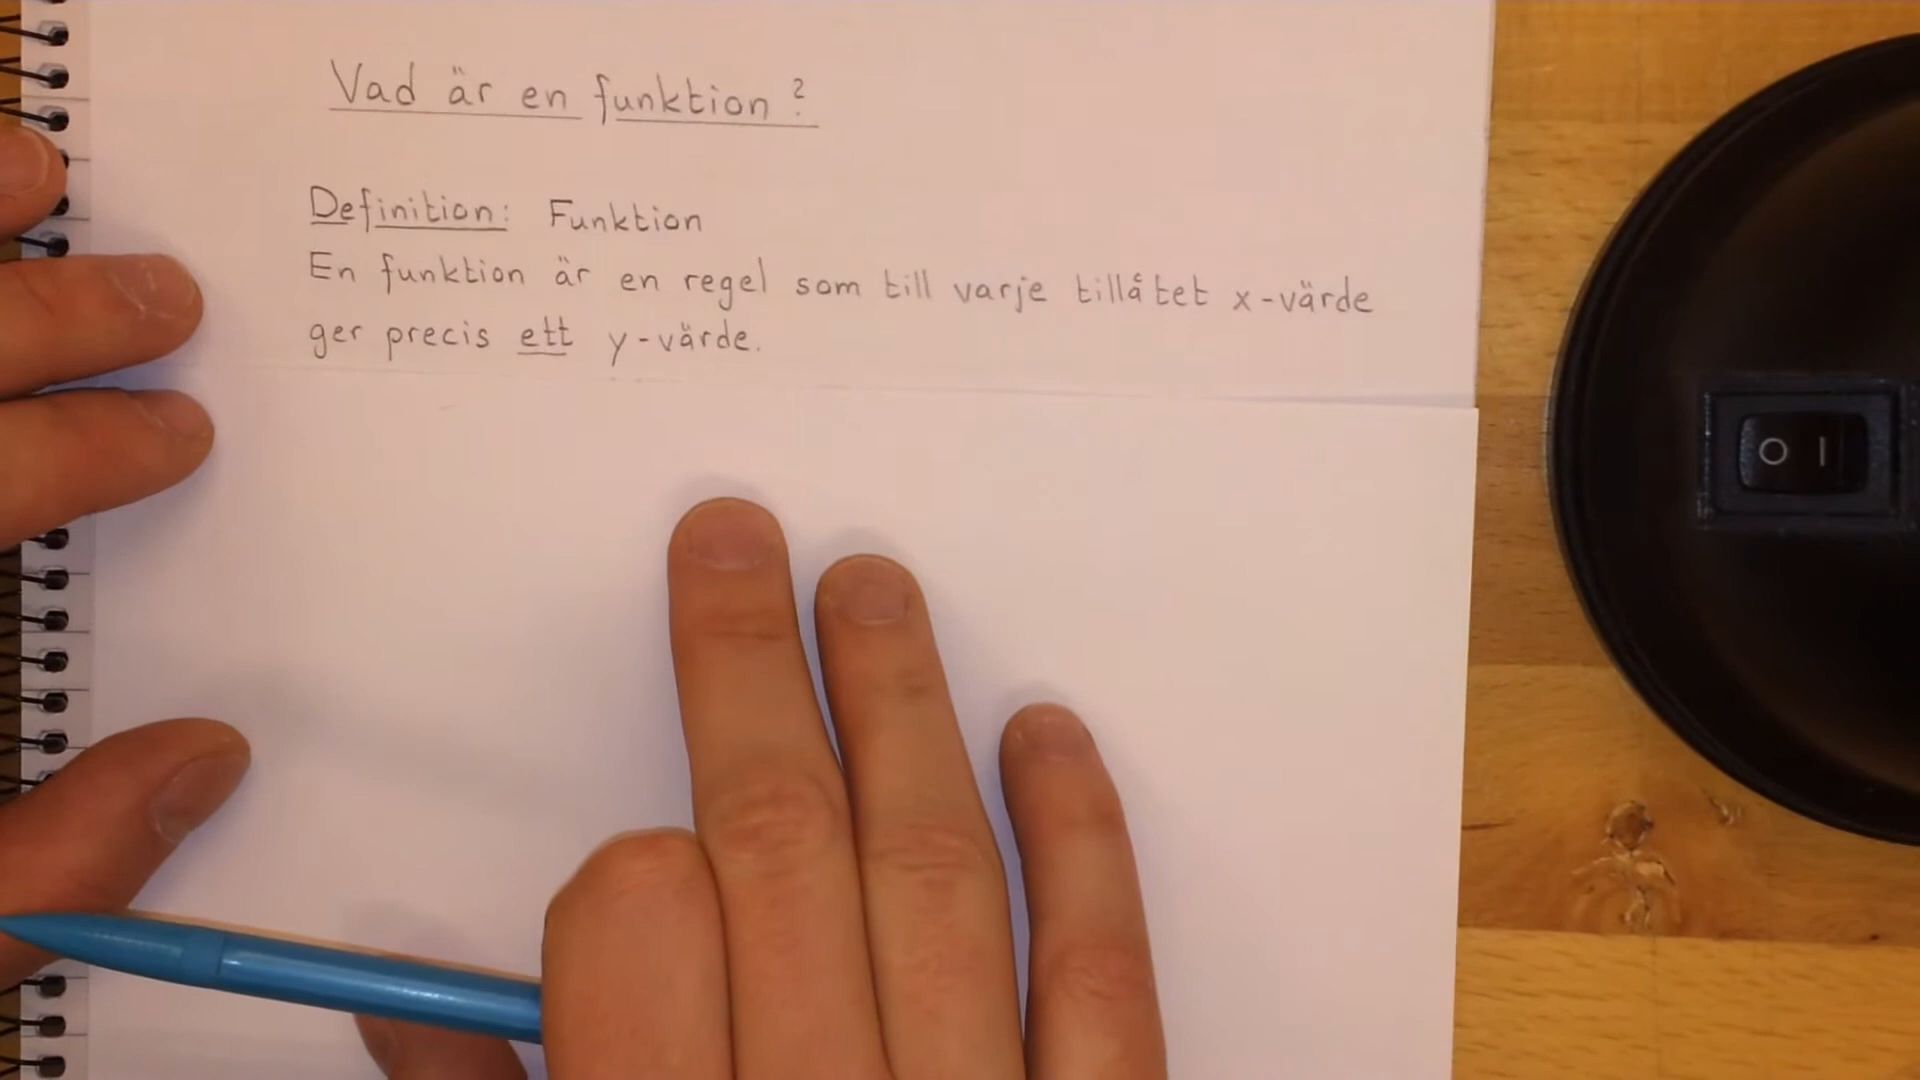 Vad är en funktion?
Definition: Funktion
En funktion är en regel som till varje tillåtet x-värde
ger precis ett y-värde.
O I